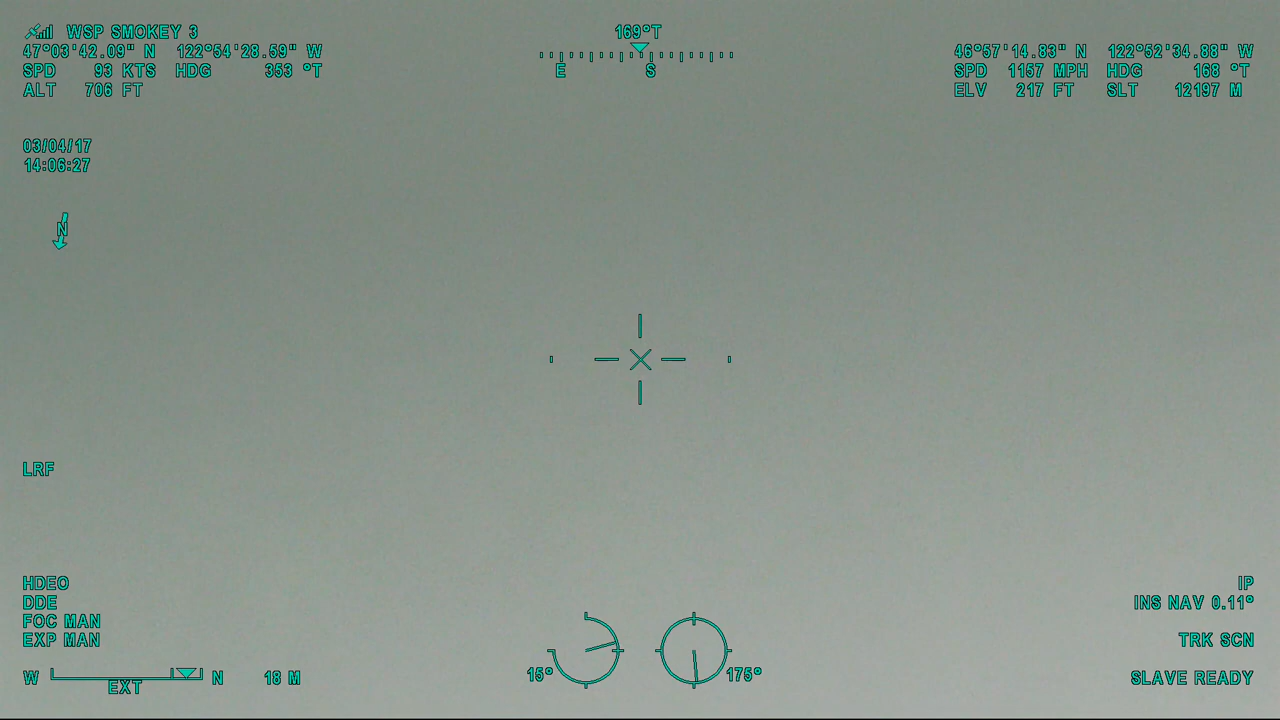 WSP SMOKEY 3
47°03'42.09" N 122°54'28.59" W
SPD 93 KTS HDG 353 °T
ALT 706 FT
169°T
E S
46°57'14.83" N 122°52'34.88" W
SPD 1157 MPH HDG 168 °T
ELV 217 FT SLT 12197 M
03/04/17
14:06:27
N
LRF
HDEO
DDE
FOC MAN
EXP MAN
W EXT N 18 M
15° 175°
IP
INS NAV 0.11°
TRK SCN
SLAVE READY